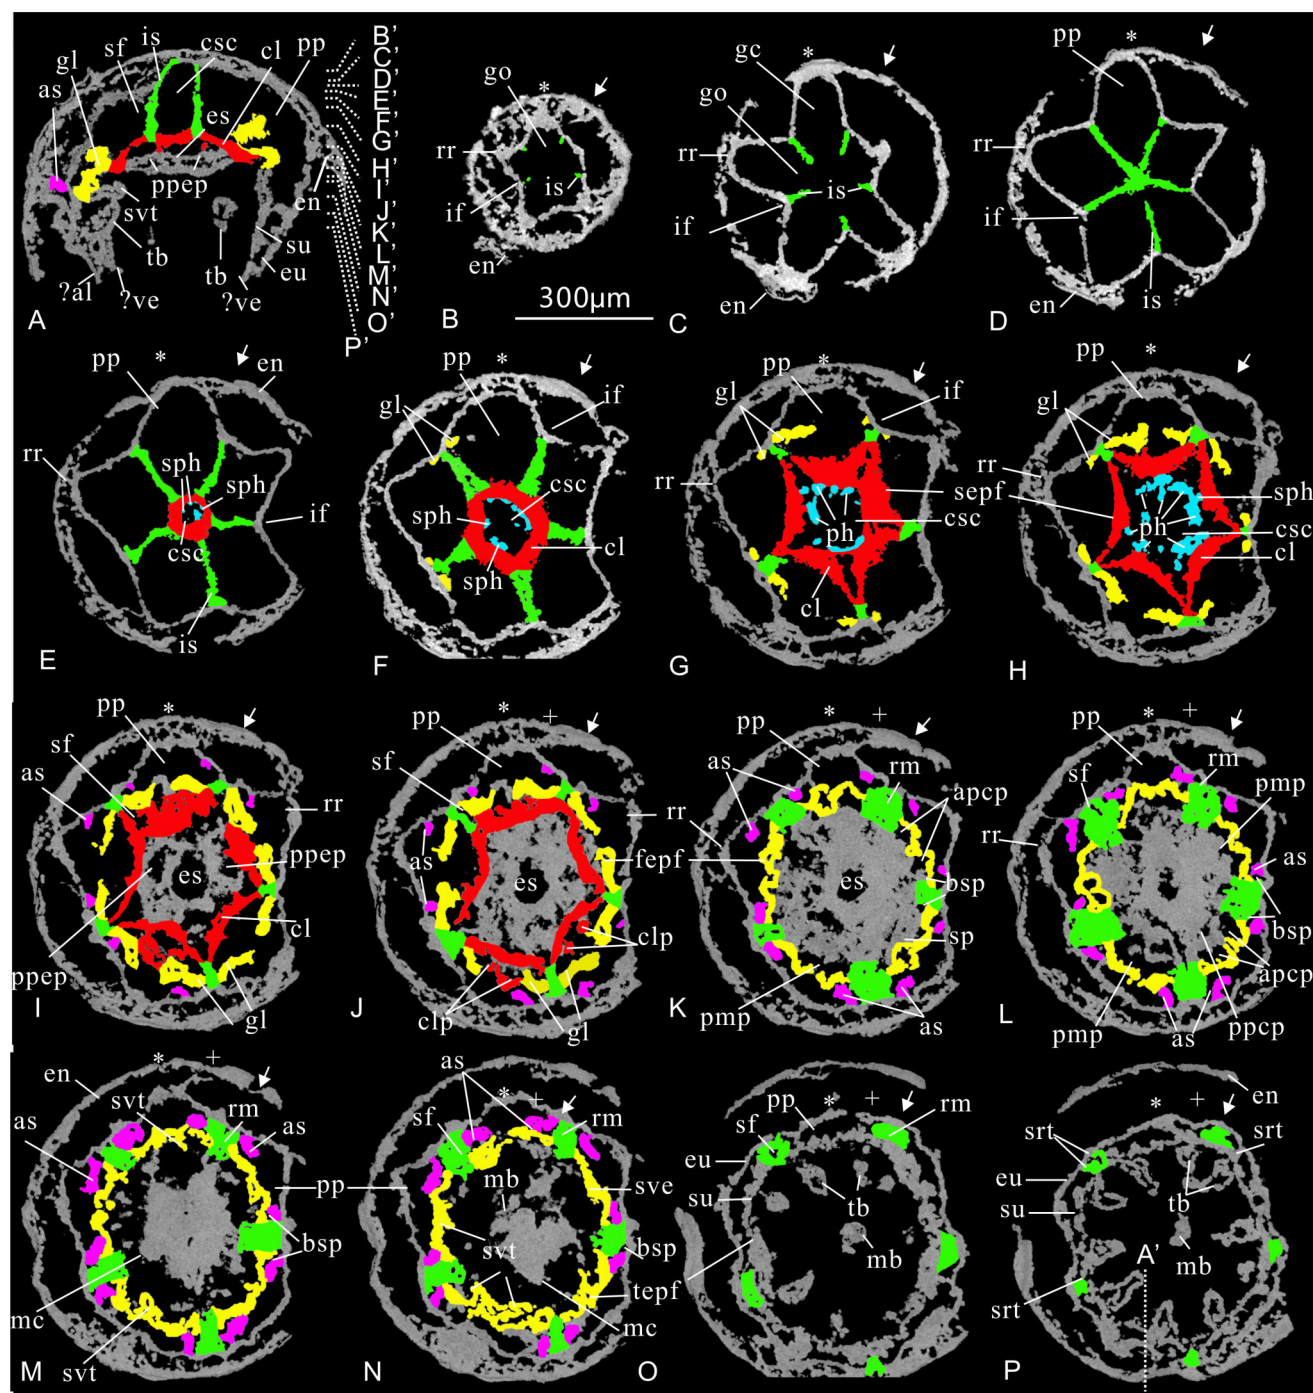 gl sf is csc cl pp
as
es
ppep
svt
tb
tb
su
eu
en
?al ?ve ?ve
A
B'
C'
D'
E'
F'
G'
H'
I'
J'
K'
L'
M'
N'
O'
P'
* go
rr
if
is
en
B
300μm
* gc
go
rr
is
if
en
C
pp *
rr
if
is
en
D
pp * en
rr
sph
sph
csc
if
is
E
pp *
gl
if
csc
sph
sph
cl
F
pp *
gl
if
rr
sepf
csc
ph
cl
G
pp *
gl
rr
sph
ph
csc
cl
H
pp *
sf
as
rr
ppep
es
cl
ppep
gl
I
pp * +
sf
as
rr
fepf
es
clp
clp
gl
J
pp * +
as
rm
apcp
es
bsp
sp
pmp
as
K
pp * +
sf
rm
pmp
rr
as
bsp
apcp
ppcp
pmp
as
L
en * +
svt
rm
as
as
pp
bsp
mc
svt
M
as * +
sf
rm
mb
sve
svt
bsp
tepf
mc
N
pp * +
sf
rm
eu
su
tb
mb
O
* + en
srt
srt
eu
tb
su
A'
mb
srt
P